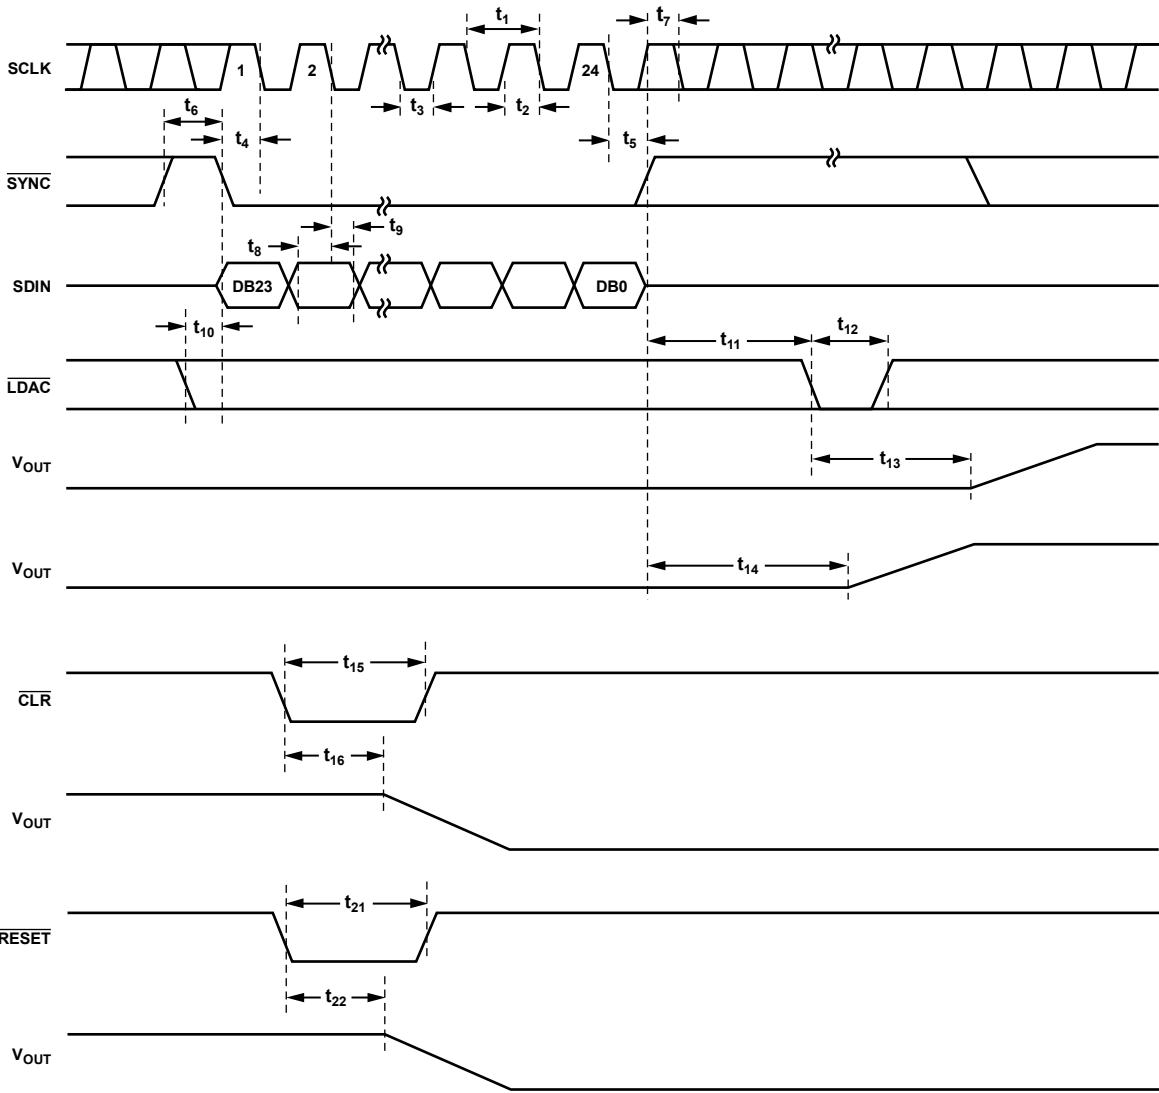 t1
t7
SCLK
1
2
24
t3
t2
t6
t4
t5
SYNC
t9
t8
SDIN
DB23
DB0
t10
t11
t12
LDAC
VOUT
t13
VOUT
t14
t15
CLR
t16
VOUT
t21
RESET
t22
VOUT